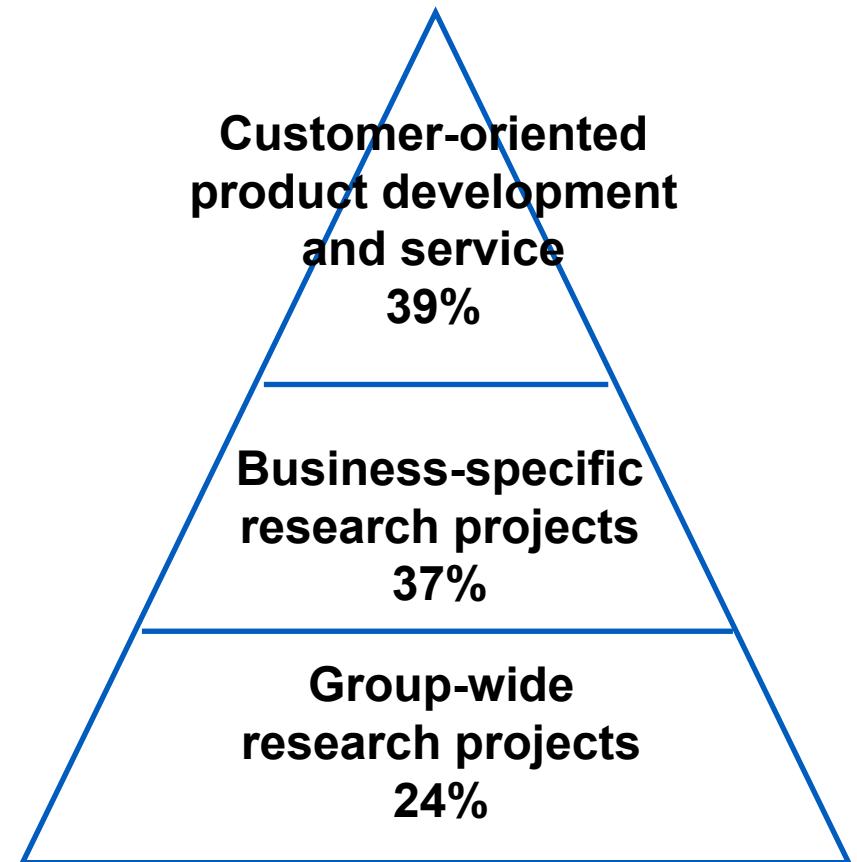 Customer-oriented
product development
and service
39%
Business-specific
research projects
37%
Group-wide
research projects
24%